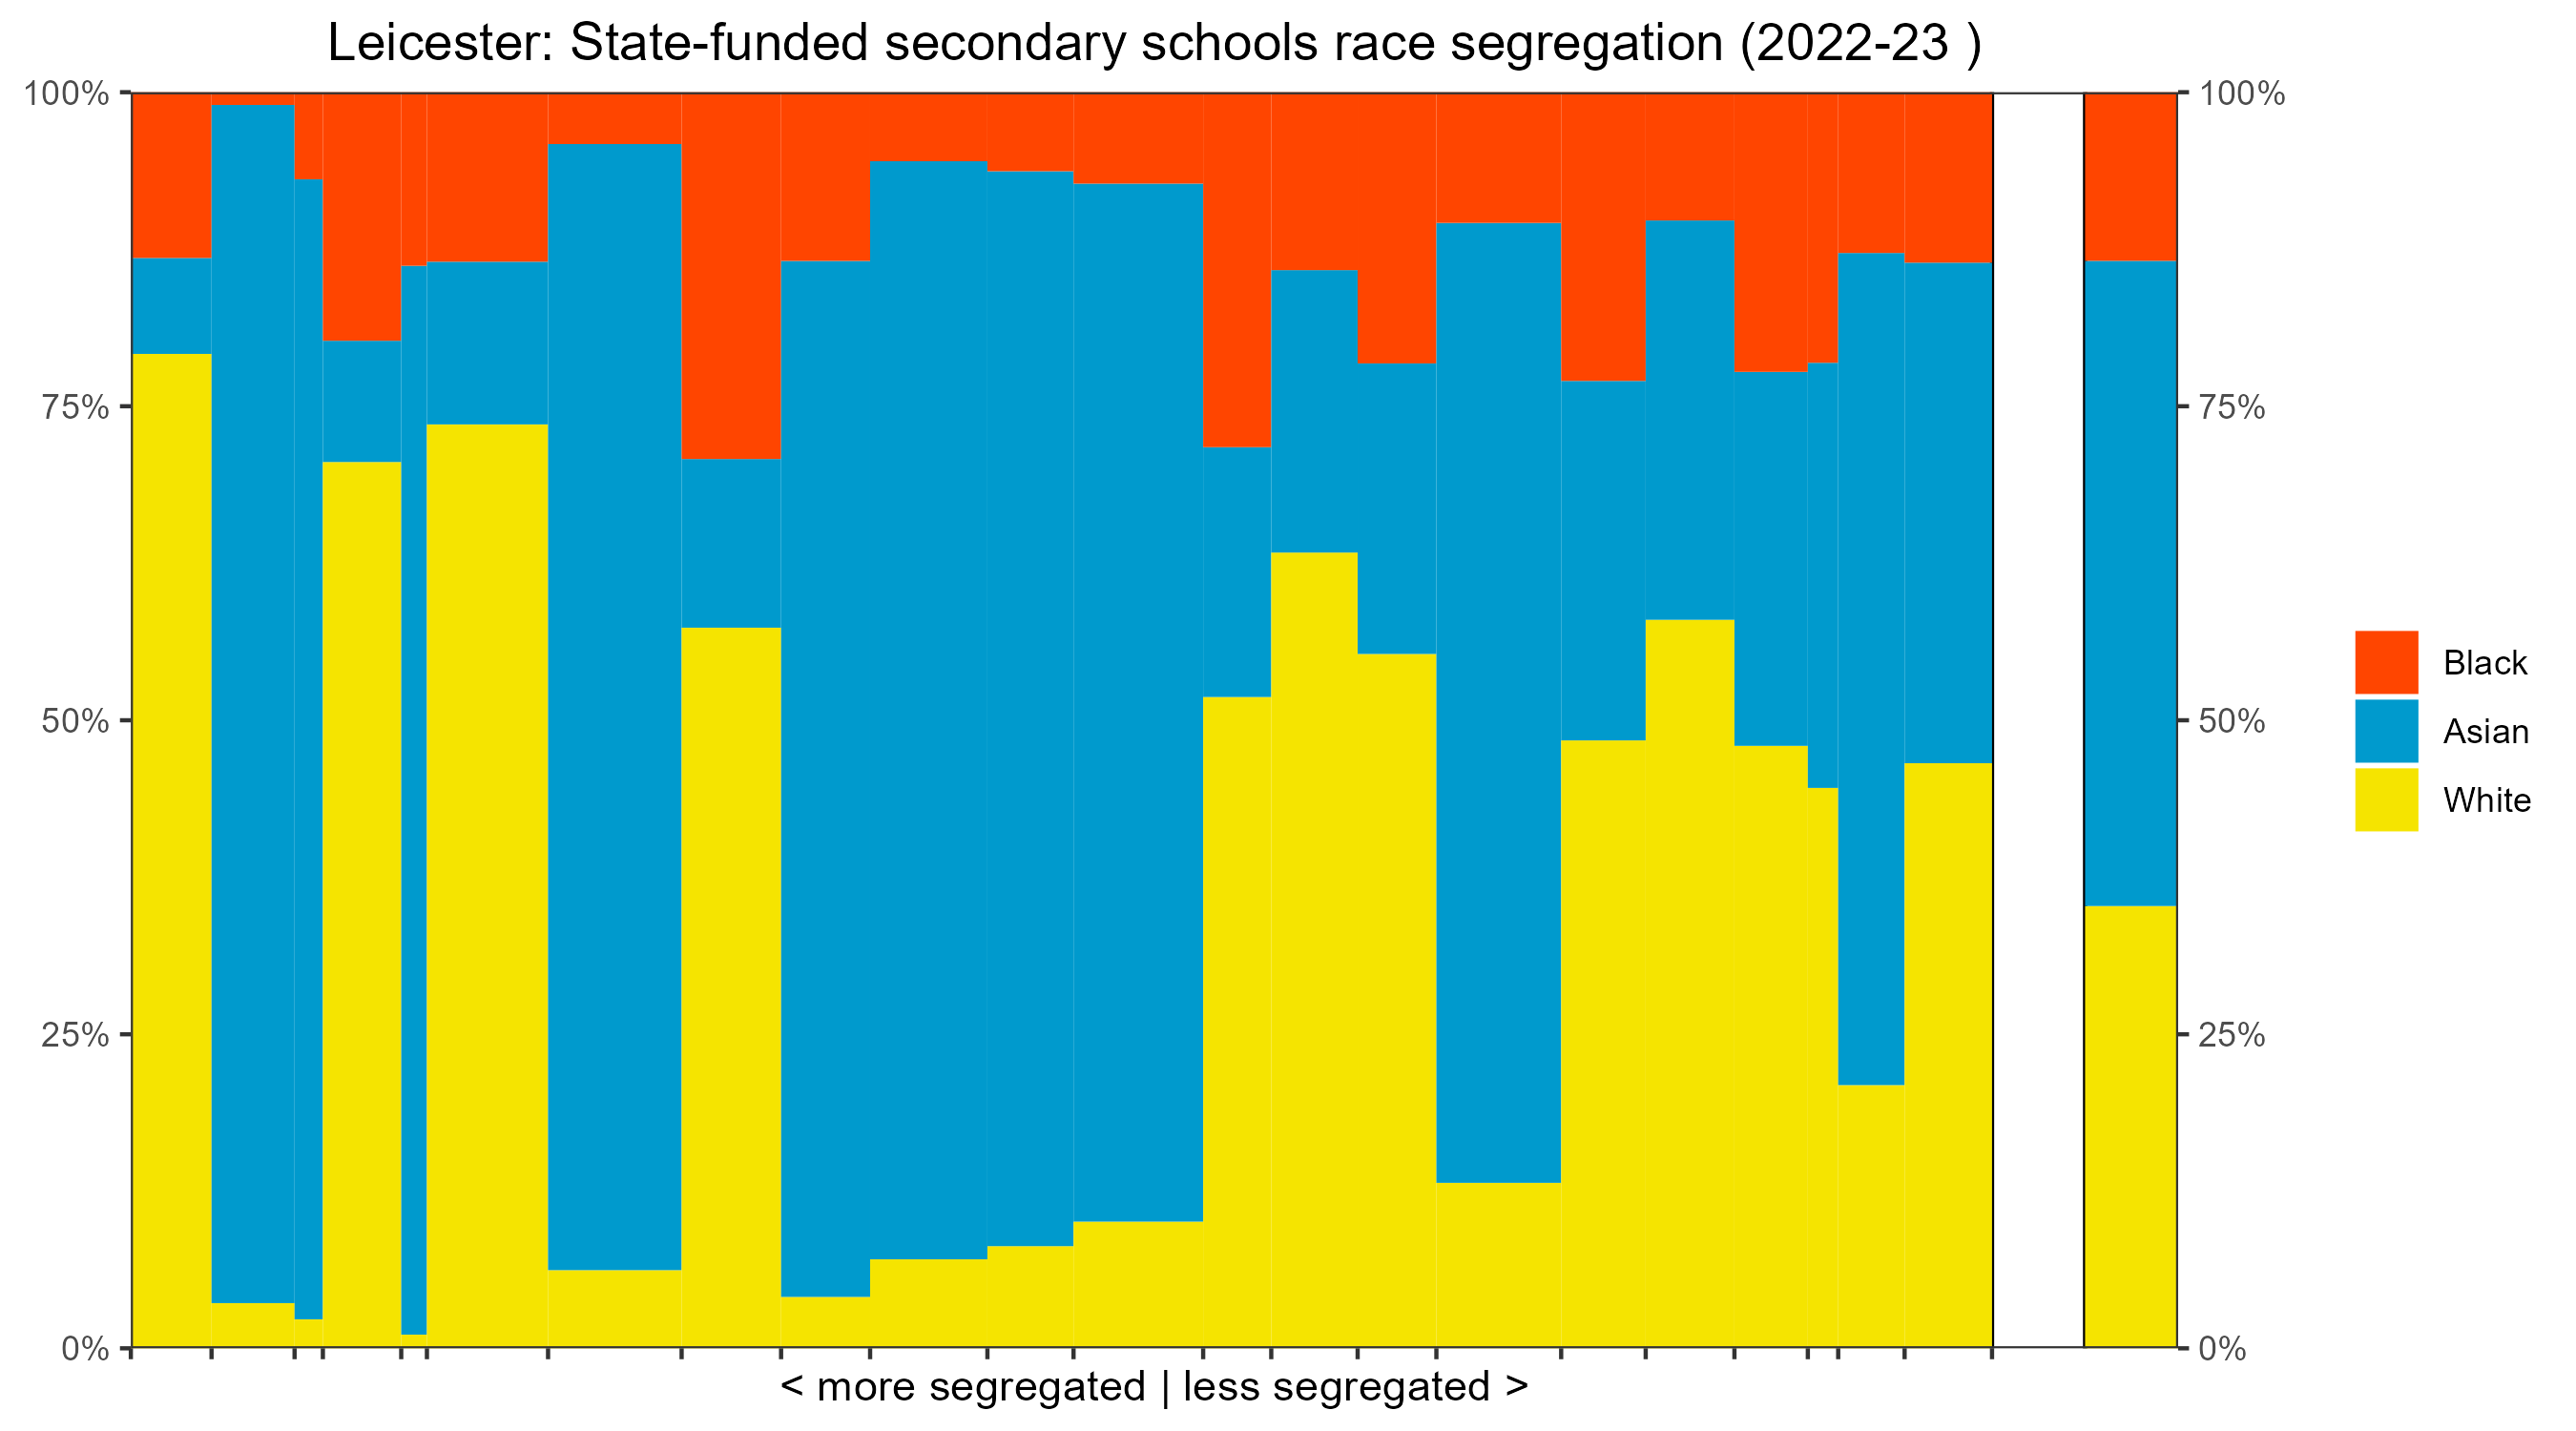 Leicester: State-funded secondary schools race segregation (2022-23 )
100%
75%
50%
25%
0%
100%
75%
50%
25%
0%
Black
Asian
White
< more segregated | less segregated >